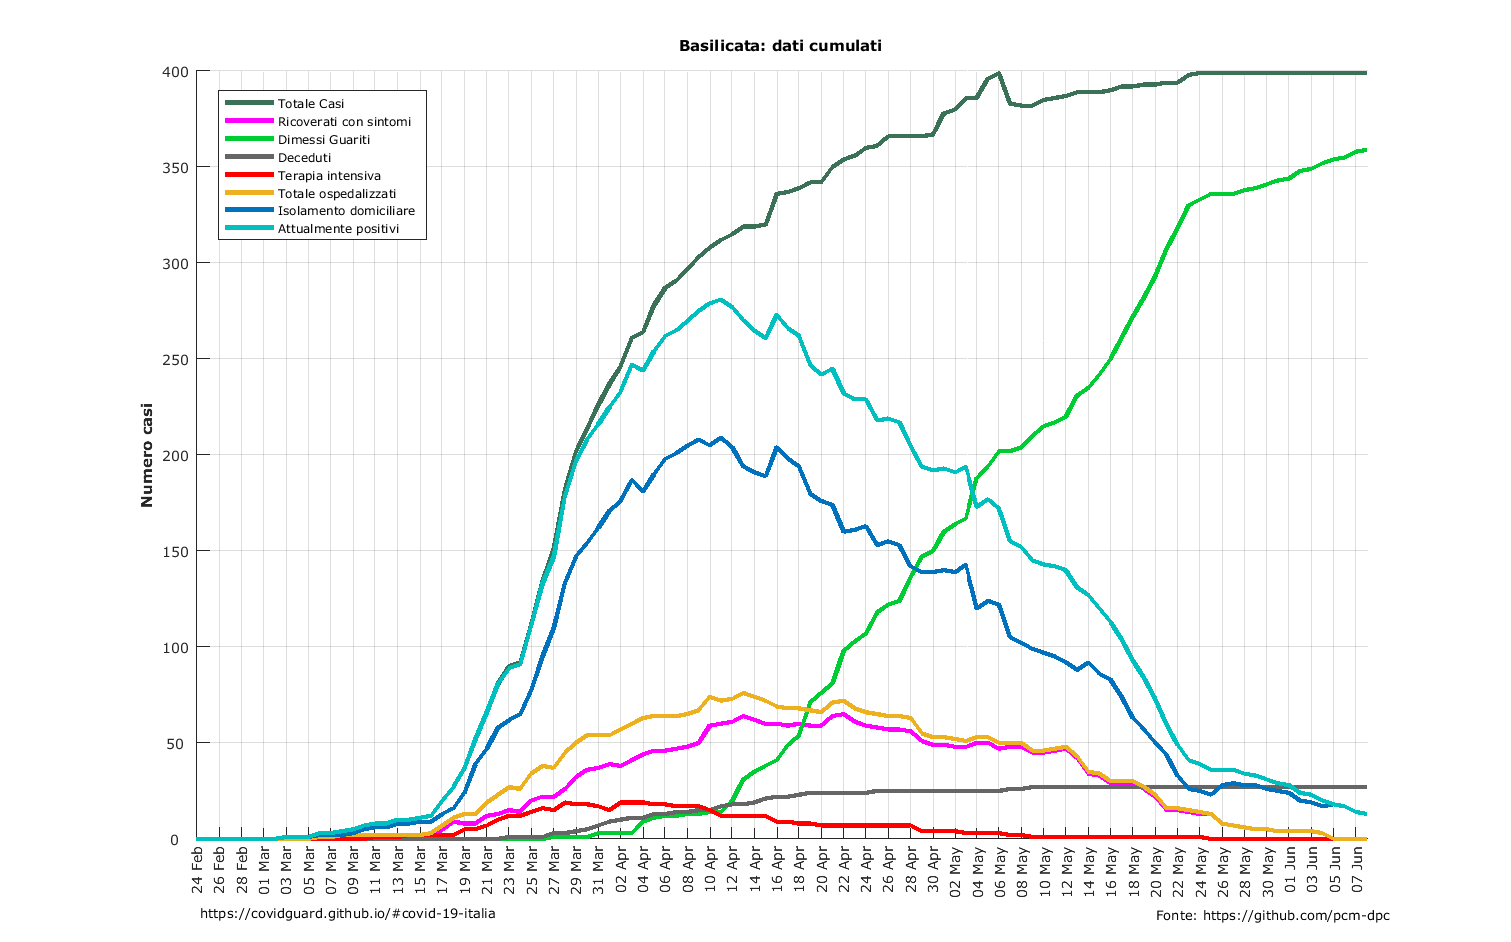 Basilicata: dati cumulati
Numero casi
400
350
300
250
200
150
100
50
0
Totale Casi
Ricoverati con sintomi
Dimessi Guariti
Deceduti
Terapia intensiva
Totale ospedalizzati
Isolamento domiciliare
Attualmente positivi
24 Feb
26 Feb
28 Feb
01 Mar
03 Mar
05 Mar
07 Mar
09 Mar
11 Mar
13 Mar
15 Mar
17 Mar
19 Mar
21 Mar
23 Mar
25 Mar
27 Mar
29 Mar
31 Mar
02 Apr
04 Apr
06 Apr
08 Apr
10 Apr
12 Apr
14 Apr
16 Apr
18 Apr
20 Apr
22 Apr
24 Apr
26 Apr
28 Apr
30 Apr
02 May
04 May
06 May
08 May
10 May
12 May
14 May
16 May
18 May
20 May
22 May
24 May
26 May
28 May
30 May
01 Jun
03 Jun
05 Jun
07 Jun
https://covidguard.github.io/#covid-19-italia
Fonte: https://github.com/pcm-dpc